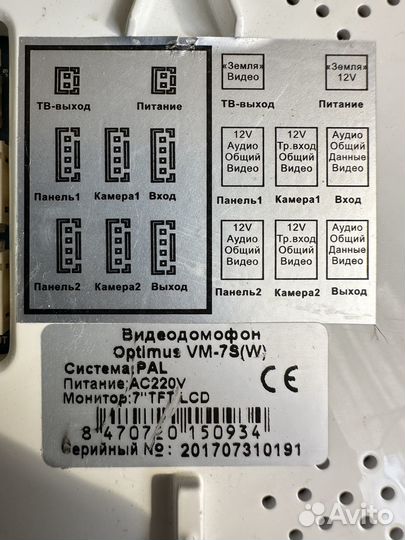 ТВ-выход Питание
Панель1 Камера1 Вход
Панель2 Камера2 Выход
«Земля» «Земля»
Видео 12V
ТВ-выход Питание
12V 12V Аудио
Аудио Тр.вход Общий
Общий Общий Данные
Видео Видео Видео
Панель1 Камера1 Вход
12V 12V Аудио
Аудио Тр.вход Общий
Общий Общий Данные
Видео Видео Видео
Панель2 Камера2 Выход
Видеодомофон
Optimus VM-7S(W)
Система:PAL
Питание:AC220V
Монитор:7"TFT LCD
CE
8 470720 150934
Серийный №: 201707310191
Avito